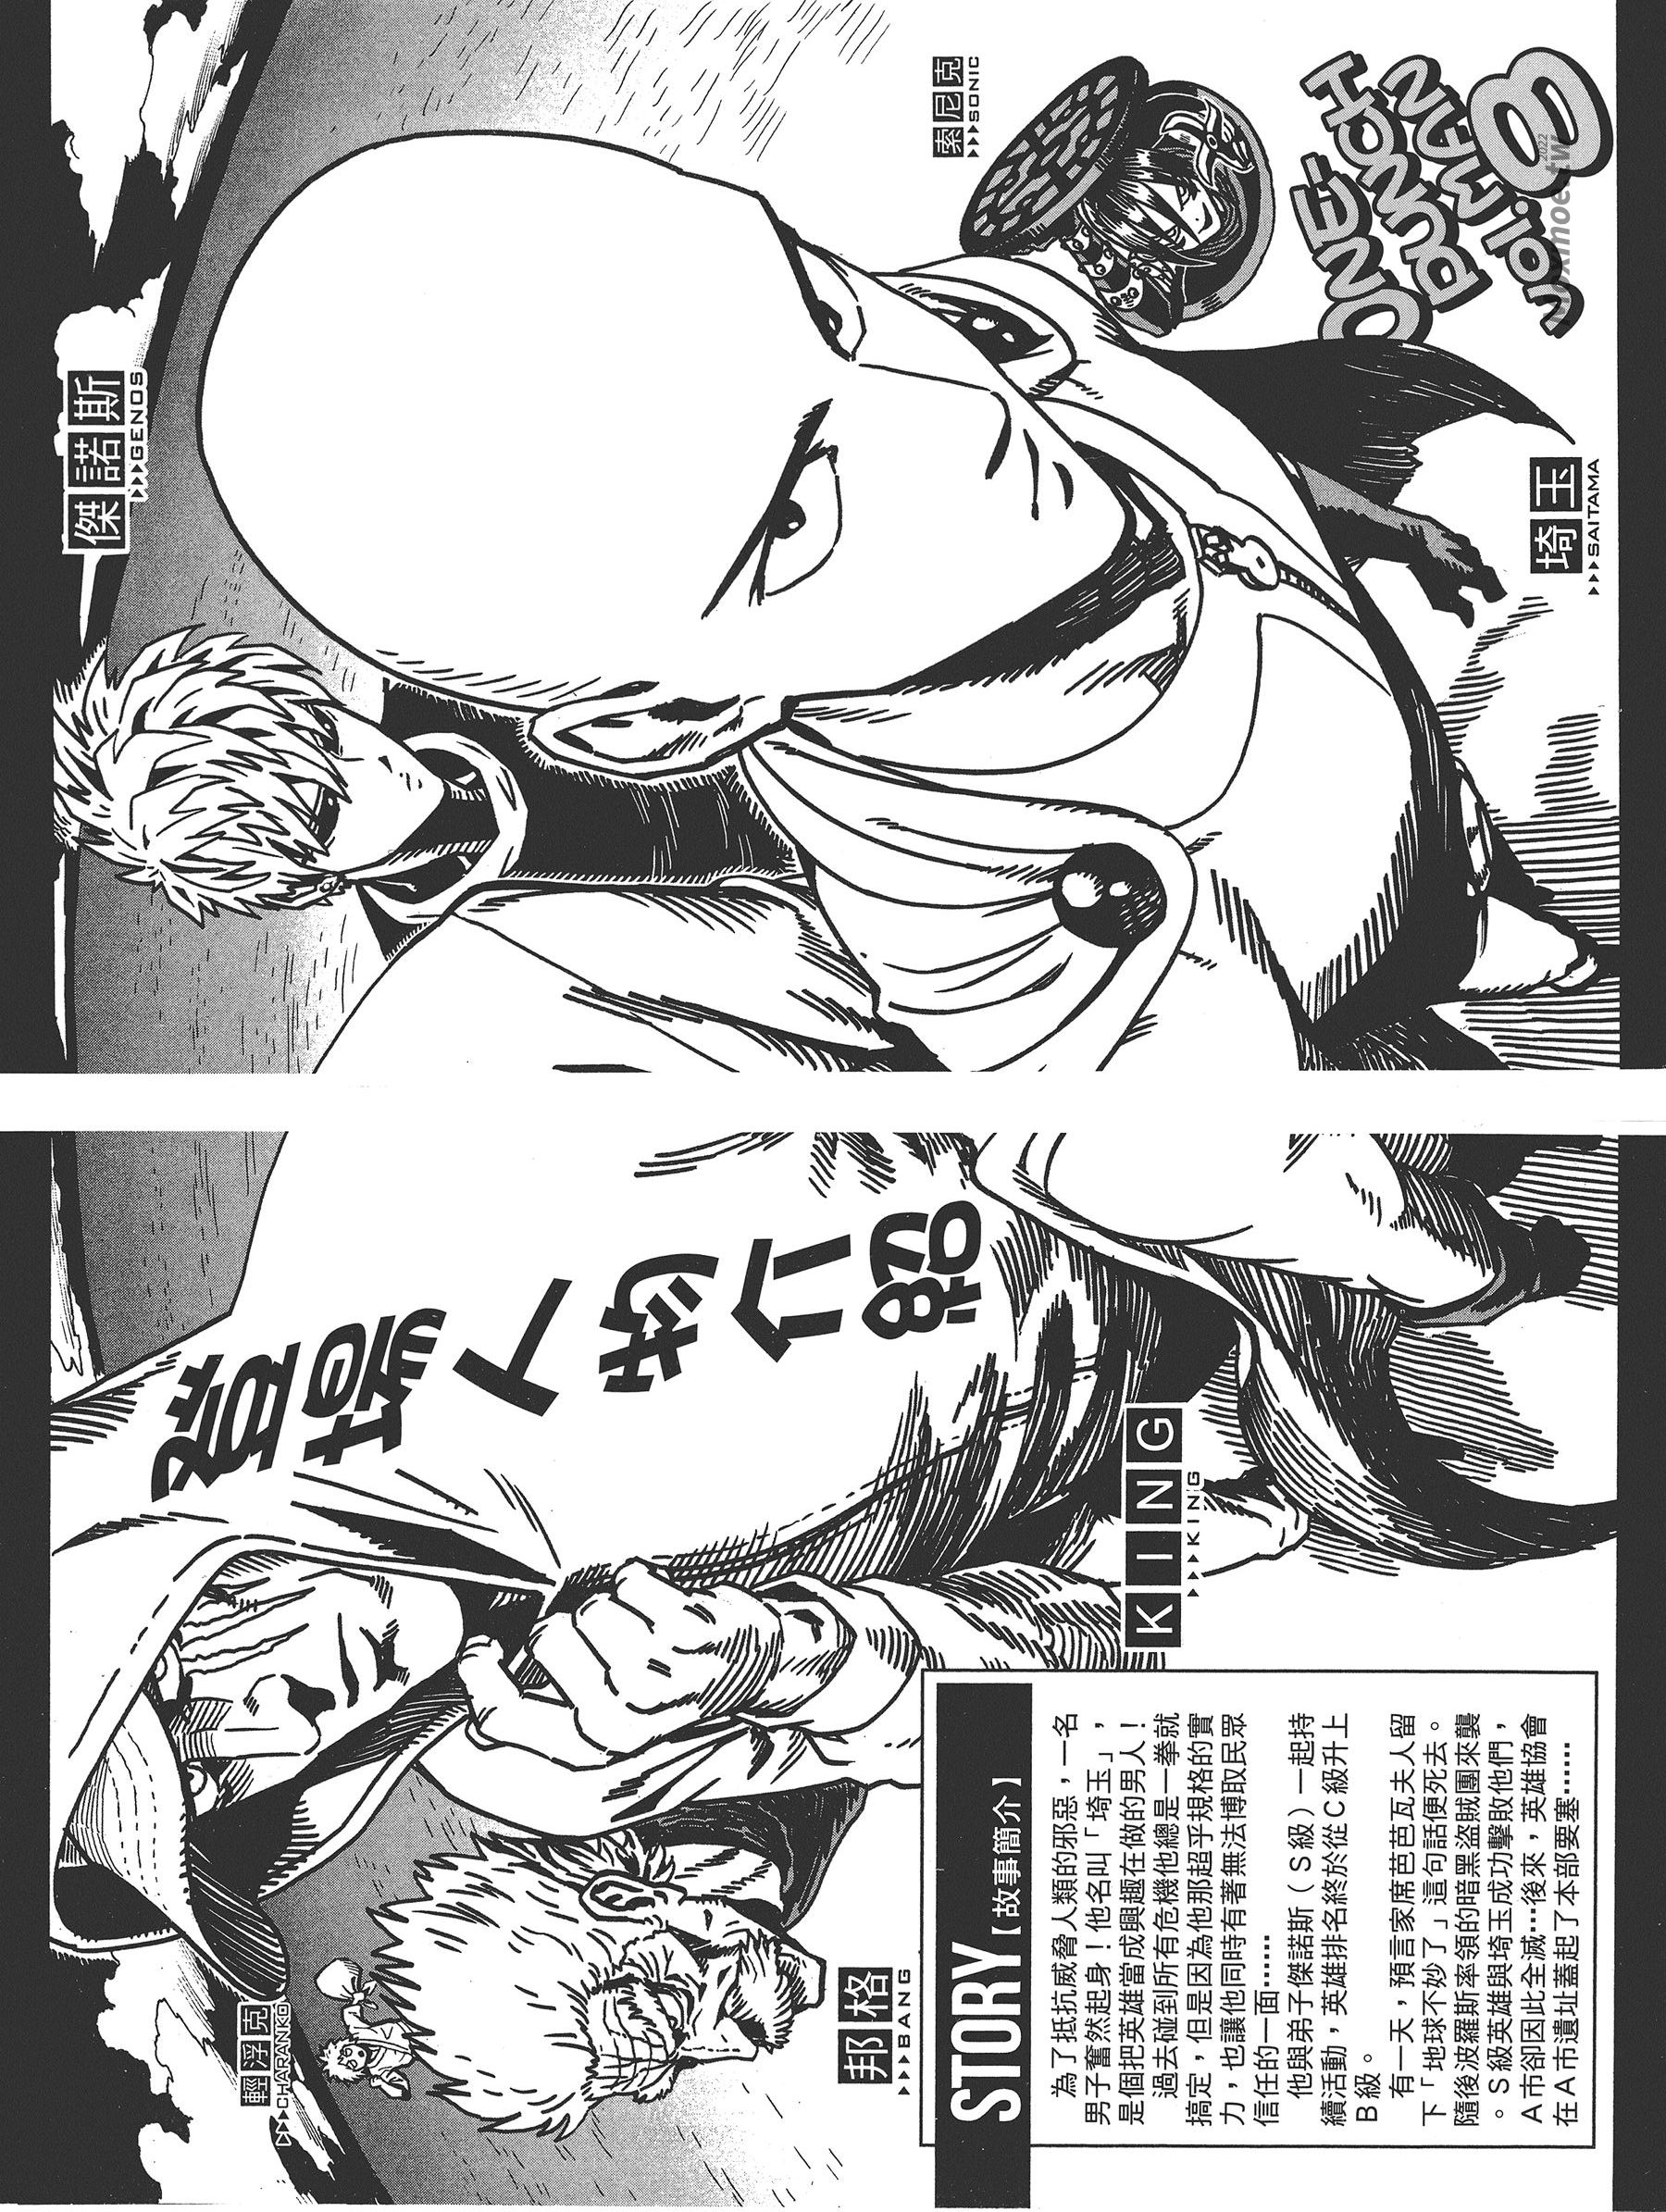 輕浮克
▶▶▶CHARANKO
邦格
▶▶▶BANG
STORY【故事簡介】
為了抵抗威脅人類的邪惡，一名
男子奮然起身！他名叫「埼玉」，
是個把英雄當成興趣在做的男人！
過去碰到所有危機他總是一拳就
搞定，但是因為他那超乎規格的實
力，也讓他同時有著無法博取民眾
信任的一面……
他與弟子傑諾斯（S級）一起持
續活動，英雄排名終於從C級升上
B級。
有一天，預言家席芭芭瓦夫人留
下「地球不妙了」這句話便死去。
隨後波羅斯率領的暗黑盜賊團來襲
。S級英雄與埼玉成功擊敗他們，
A市卻因此全滅…後來，英雄協會
在A市遺址蓋起了本部要塞……
KING
▶▶▶KING
傑諾斯
▶▶▶GENOS
埼玉
▶▶▶SAITAMA
索尼克
▶▶▶SONIC
ONE-
PUNCH
MAN
vol.8